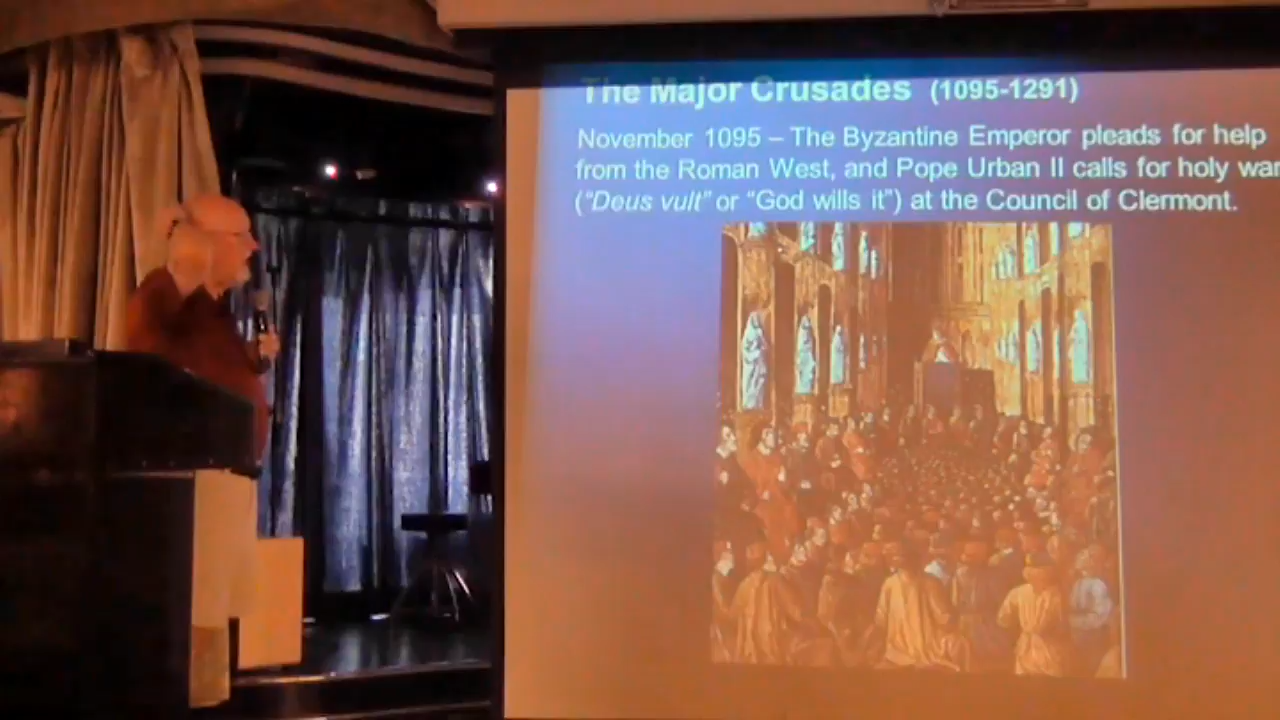 The Major Crusades (1095-1291)
November 1095 – The Byzantine Emperor pleads for help
from the Roman West, and Pope Urban II calls for holy war
("Deus vult" or "God wills it") at the Council of Clermont.